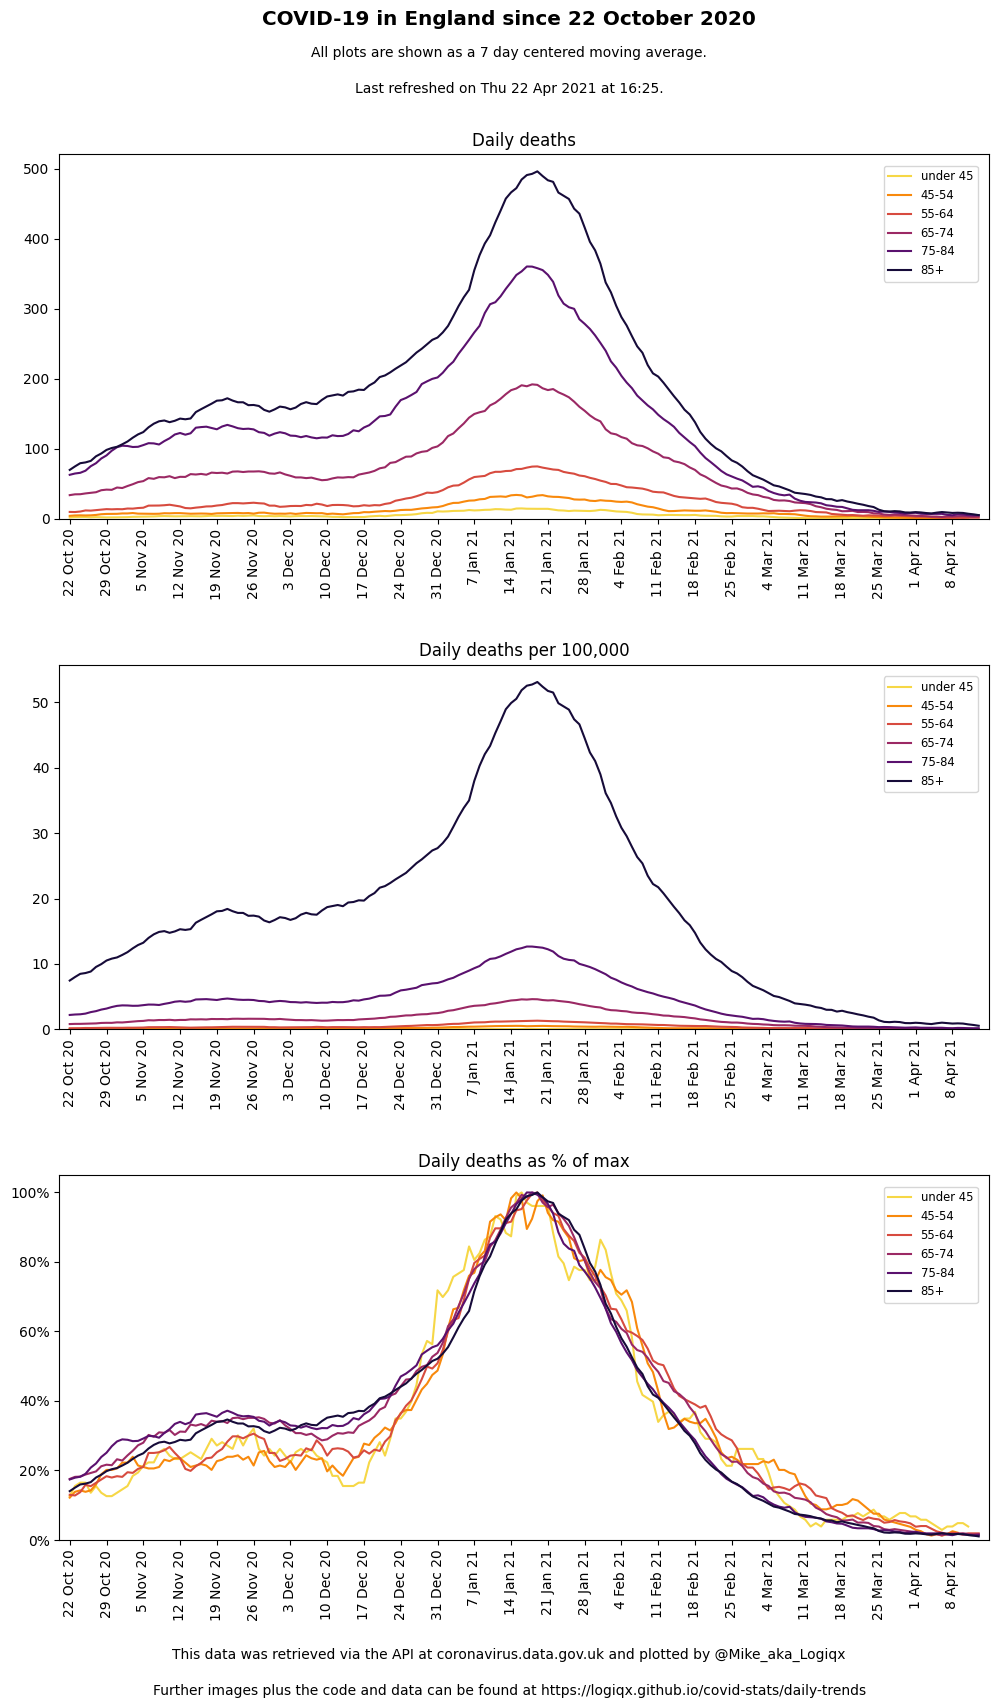 COVID-19 in England since 22 October 2020
All plots are shown as a 7 day centered moving average.
Last refreshed on Thu 22 Apr 2021 at 16:25.
Daily deaths
500
400
300
200
100
0
under 45
45-54
55-64
65-74
75-84
85+
22 Oct 20
29 Oct 20
5 Nov 20
12 Nov 20
19 Nov 20
26 Nov 20
3 Dec 20
10 Dec 20
17 Dec 20
24 Dec 20
31 Dec 20
7 Jan 21
14 Jan 21
21 Jan 21
28 Jan 21
4 Feb 21
11 Feb 21
18 Feb 21
25 Feb 21
4 Mar 21
11 Mar 21
18 Mar 21
25 Mar 21
1 Apr 21
8 Apr 21
Daily deaths per 100,000
50
40
30
20
10
0
under 45
45-54
55-64
65-74
75-84
85+
22 Oct 20
29 Oct 20
5 Nov 20
12 Nov 20
19 Nov 20
26 Nov 20
3 Dec 20
10 Dec 20
17 Dec 20
24 Dec 20
31 Dec 20
7 Jan 21
14 Jan 21
21 Jan 21
28 Jan 21
4 Feb 21
11 Feb 21
18 Feb 21
25 Feb 21
4 Mar 21
11 Mar 21
18 Mar 21
25 Mar 21
1 Apr 21
8 Apr 21
Daily deaths as % of max
100%
80%
60%
40%
20%
0%
under 45
45-54
55-64
65-74
75-84
85+
22 Oct 20
29 Oct 20
5 Nov 20
12 Nov 20
19 Nov 20
26 Nov 20
3 Dec 20
10 Dec 20
17 Dec 20
24 Dec 20
31 Dec 20
7 Jan 21
14 Jan 21
21 Jan 21
28 Jan 21
4 Feb 21
11 Feb 21
18 Feb 21
25 Feb 21
4 Mar 21
11 Mar 21
18 Mar 21
25 Mar 21
1 Apr 21
8 Apr 21
This data was retrieved via the API at coronavirus.data.gov.uk and plotted by @Mike_aka_Logiqx
Further images plus the code and data can be found at https://logiqx.github.io/covid-stats/daily-trends